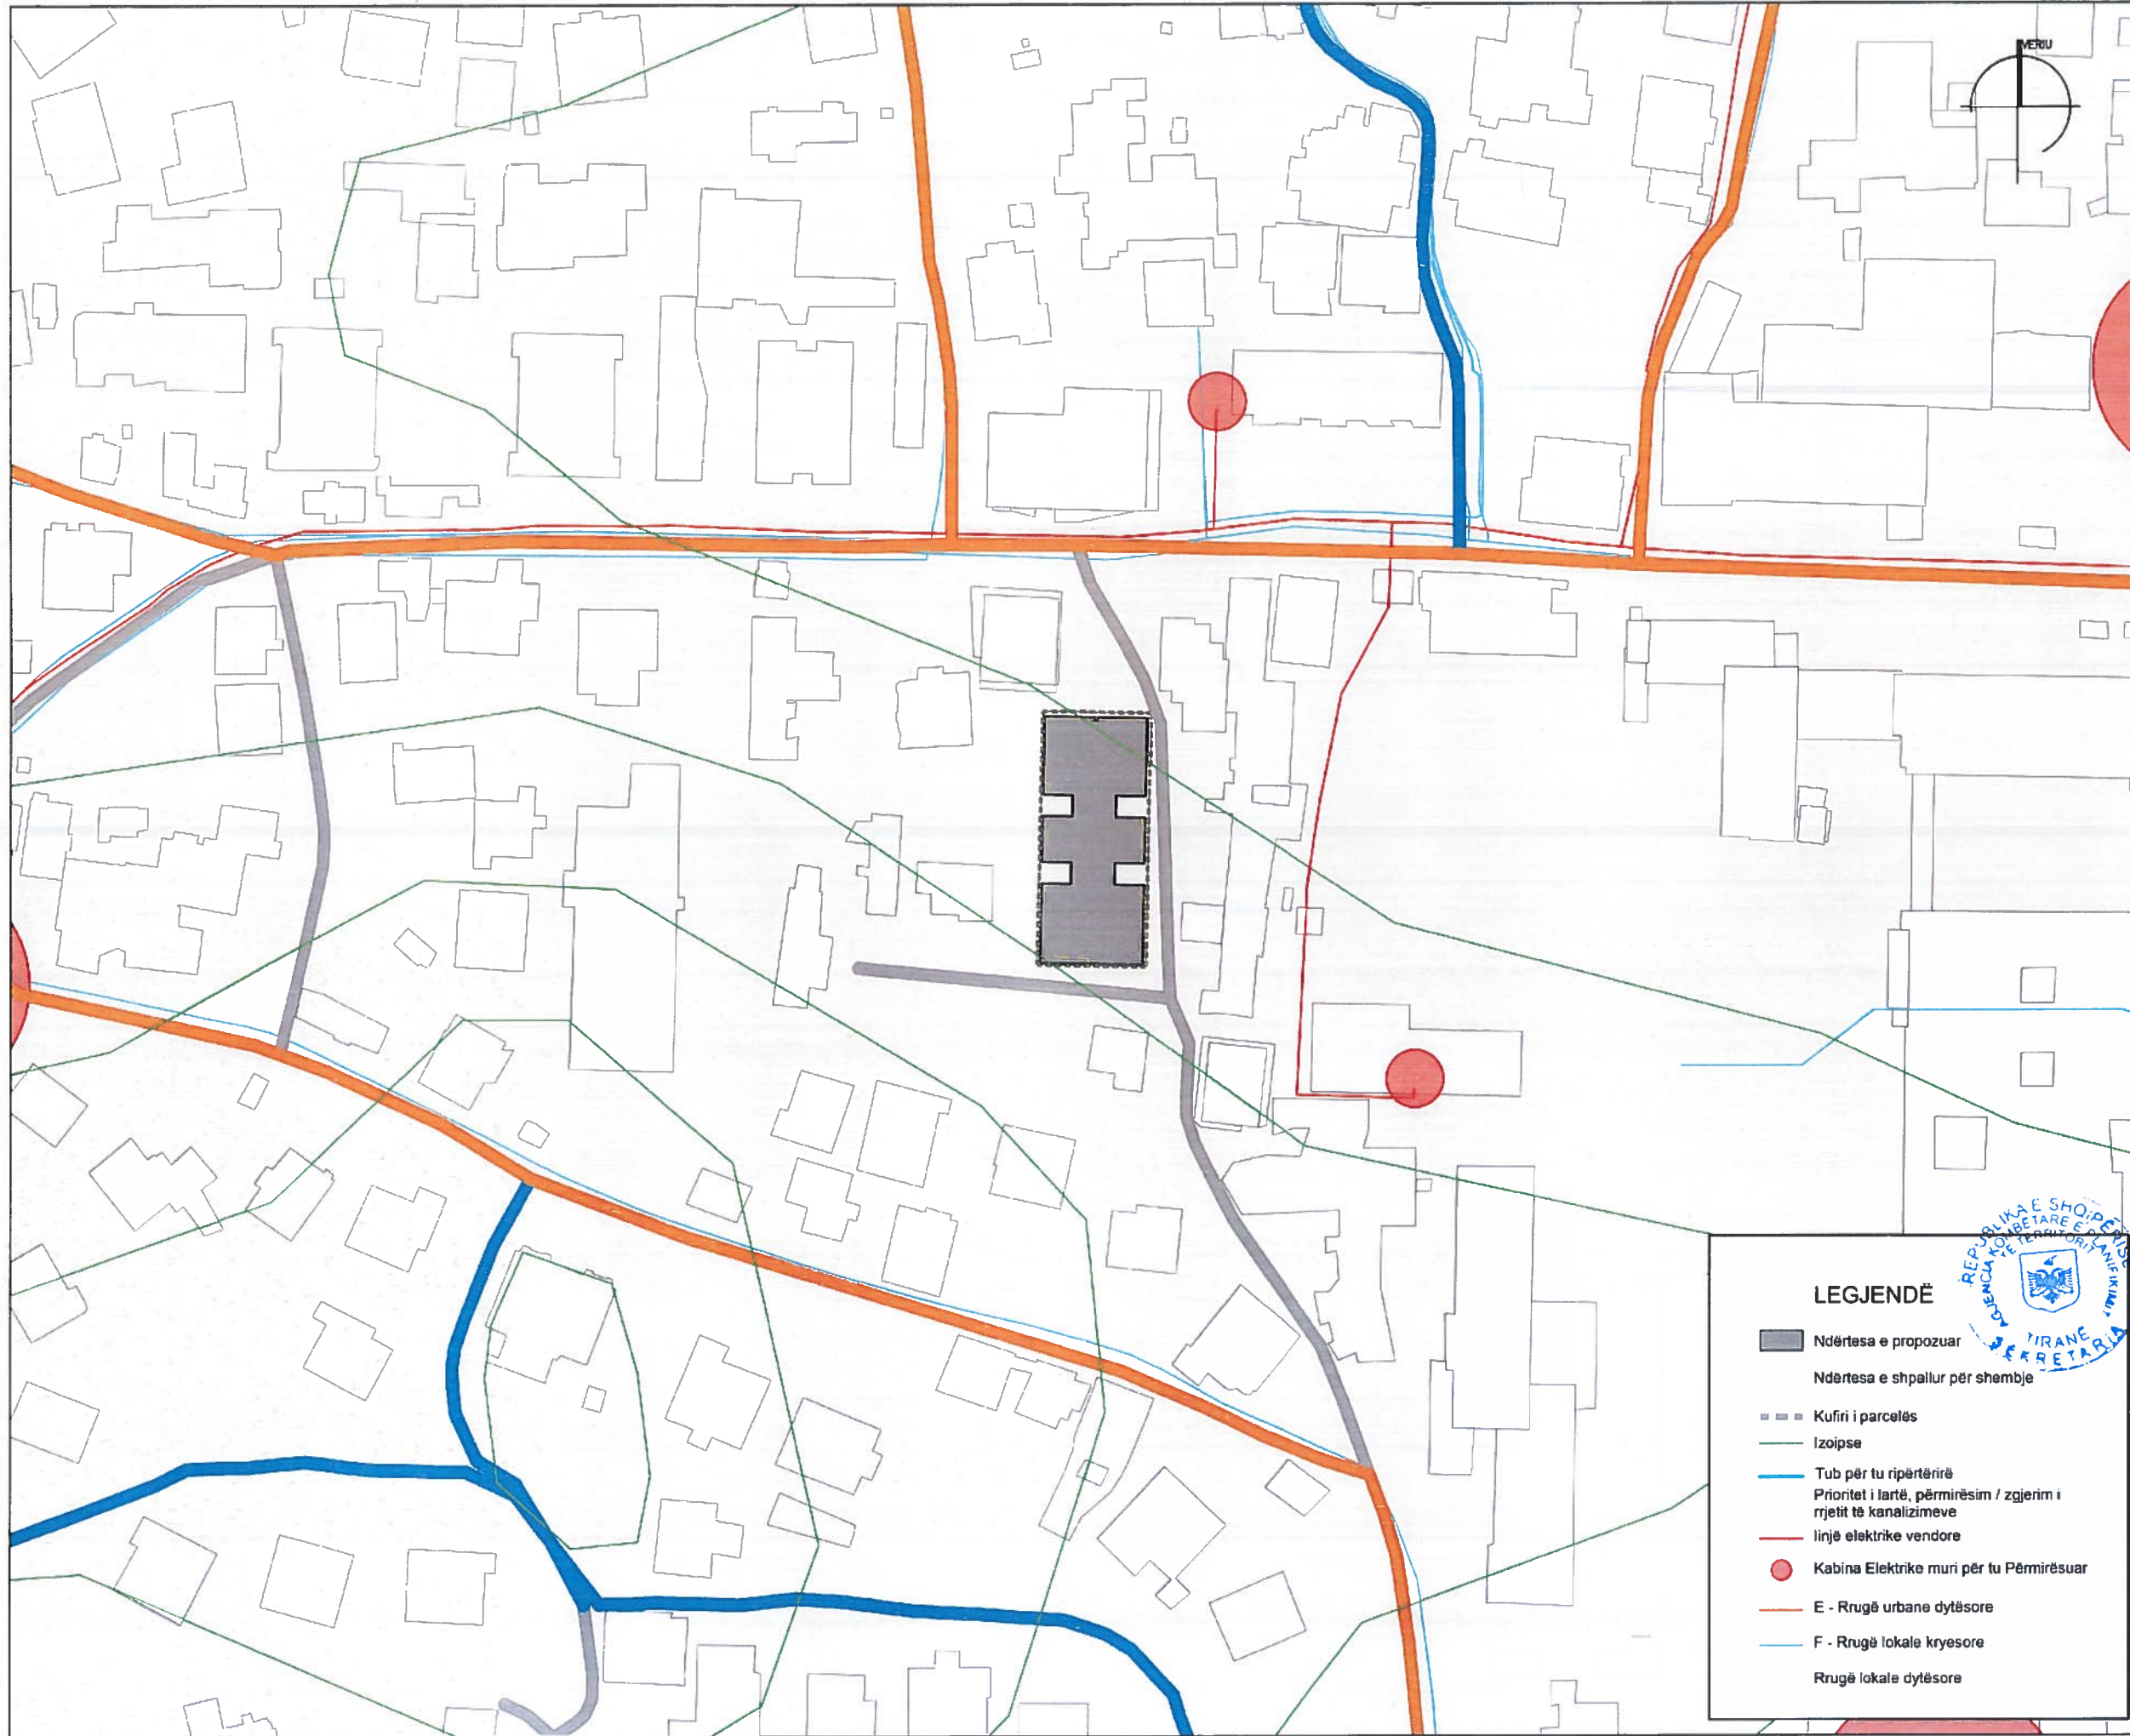 VERIU
LEGJENDË
Ndërtesa e propozuar
Ndërtesa e shpallur për shembje
Kufiri i parcelës
Izoipse
Tub për tu ripërtërirë
Prioritet i lartë, përmirësim / zgjerim i
rrjetit të kanalizimeve
linjë elektrike vendore
Kabina Elektrike muri për tu Përmirësuar
E - Rrugë urbane dytësore
F - Rrugë lokale kryesore
Rrugë lokale dytësore
REPUBLIKA E SHQIPËRISË
AGJENCIA KOMBËTARE E PLANIFIKIMIT
TË TERRITORIT
TIRANË
SEKRETARIA